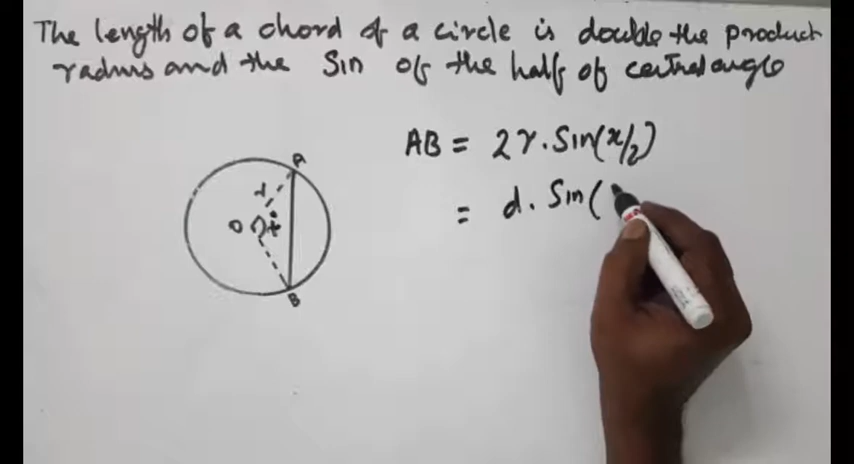 The length of a chord of a circle is double the product
radius and the Sin of the half of central angle
AB = 2r. Sin(x/2)
= d. Sin(
A
r
O
x
B